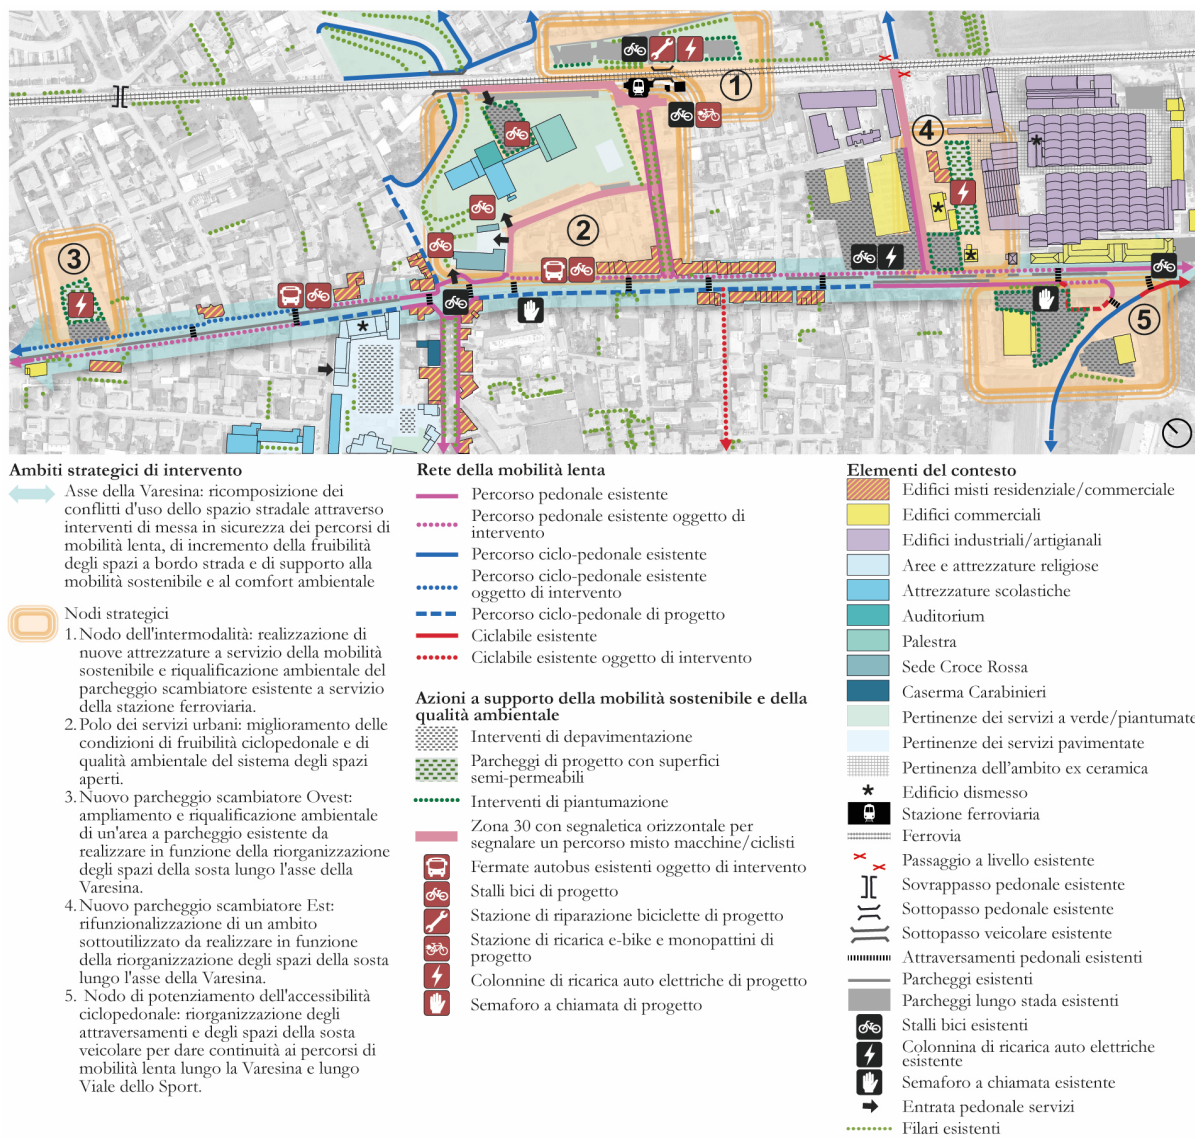 1
2
3
4
5
Ambiti strategici di intervento
Asse della Varesina: ricomposizione dei
conflitti d'uso dello spazio stradale attraverso
interventi di messa in sicurezza dei percorsi di
mobilità lenta, di incremento della fruibilità
degli spazi a bordo strada e di supporto alla
mobilità sostenibile e al comfort ambientale
Nodi strategici
1. Nodo dell'intermodalità: realizzazione di
nuove attrezzature a servizio della mobilità
sostenibile e riqualificazione ambientale del
parcheggio scambiatore esistente a servizio
della stazione ferroviaria.
2. Polo dei servizi urbani: miglioramento delle
condizioni di fruibilità ciclopedonale e di
qualità ambientale del sistema degli spazi
aperti.
3. Nuovo parcheggio scambiatore Ovest:
ampliamento e riqualificazione ambientale
di un'area a parcheggio esistente da
realizzare in funzione della riorganizzazione
degli spazi della sosta lungo l'asse della
Varesina.
4. Nuovo parcheggio scambiatore Est:
rifunzionalizzazione di un ambito
sottoutilizzato da realizzare in funzione
della riorganizzazione degli spazi della sosta
lungo l'asse della Varesina.
5. Nodo di potenziamento dell'accessibilità
ciclopedonale: riorganizzazione degli
attraversamenti e degli spazi della sosta
veicolare per dare continuità ai percorsi di
mobilità lenta lungo la Varesina e lungo
Viale dello Sport.
Rete della mobilità lenta
Percorso pedonale esistente
Percorso pedonale esistente oggetto di
intervento
Percorso ciclo-pedonale esistente
Percorso ciclo-pedonale esistente
oggetto di intervento
Percorso ciclo-pedonale di progetto
Ciclabile esistente
Ciclabile esistente oggetto di intervento
Azioni a supporto della mobilità sostenibile e della
qualità ambientale
Interventi di depavimentazione
Parcheggi di progetto con superfici
semi-permeabili
Interventi di piantumazione
Zona 30 con segnaletica orizzontale per
segnalare un percorso misto macchine/ciclisti
Fermate autobus esistenti oggetto di intervento
Stalli bici di progetto
Stazione di riparazione biciclette di progetto
Stazione di ricarica e-bike e monopattini di
progetto
Colonnine di ricarica auto elettriche di progetto
Semaforo a chiamata di progetto
Elementi del contesto
Edifici misti residenziale/commerciale
Edifici commerciali
Edifici industriali/artigianali
Aree e attrezzature religiose
Attrezzature scolastiche
Auditorium
Palestra
Sede Croce Rossa
Caserma Carabinieri
Pertinenze dei servizi a verde/piantumate
Pertinenze dei servizi pavimentate
Pertinenza dell'ambito ex ceramica
Edificio dismesso
Stazione ferroviaria
Ferrovia
Passaggio a livello esistente
Sovrappasso pedonale esistente
Sottopasso pedonale esistente
Sottopasso veicolare esistente
Attraversamenti pedonali esistenti
Parcheggi esistenti
Parcheggi lungo stada esistenti
Stalli bici esistenti
Colonnina di ricarica auto elettriche
esistente
Semaforo a chiamata esistente
Entrata pedonale servizi
Filari esistenti